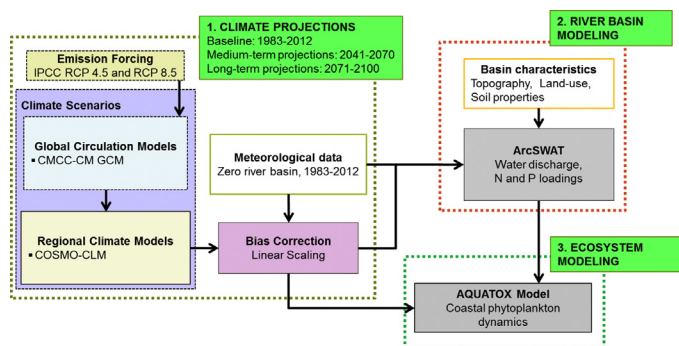 1. CLIMATE PROJECTIONS
Baseline: 1983-2012
Medium-term projections: 2041-2070
Long-term projections: 2071-2100
2. RIVER BASIN
MODELING
Emission Forcing
IPCC RCP 4.5 and RCP 8.5
Climate Scenarios
Global Circulation Models
▪ CMCC-CM GCM
Regional Climate Models
▪ COSMO-CLM
Meteorological data
Zero river basin, 1983-2012
Bias Correction
Linear Scaling
Basin characteristics
Topography, Land-use,
Soil properties
ArcSWAT
Water discharge,
N and P loadings
3. ECOSYSTEM
MODELING
AQUATOX Model
Coastal phytoplankton
dynamics